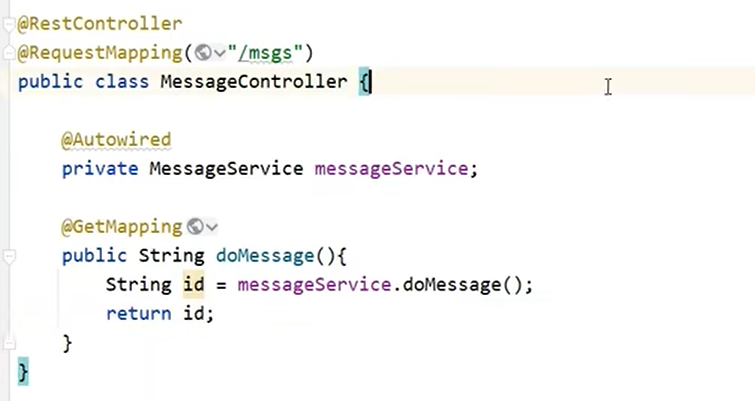 @RestController
@RequestMapping("/msgs")
public class MessageController {
@Autowired
private MessageService messageService;
@GetMapping
public String doMessage(){
String id = messageService.doMessage();
return id;
}
}